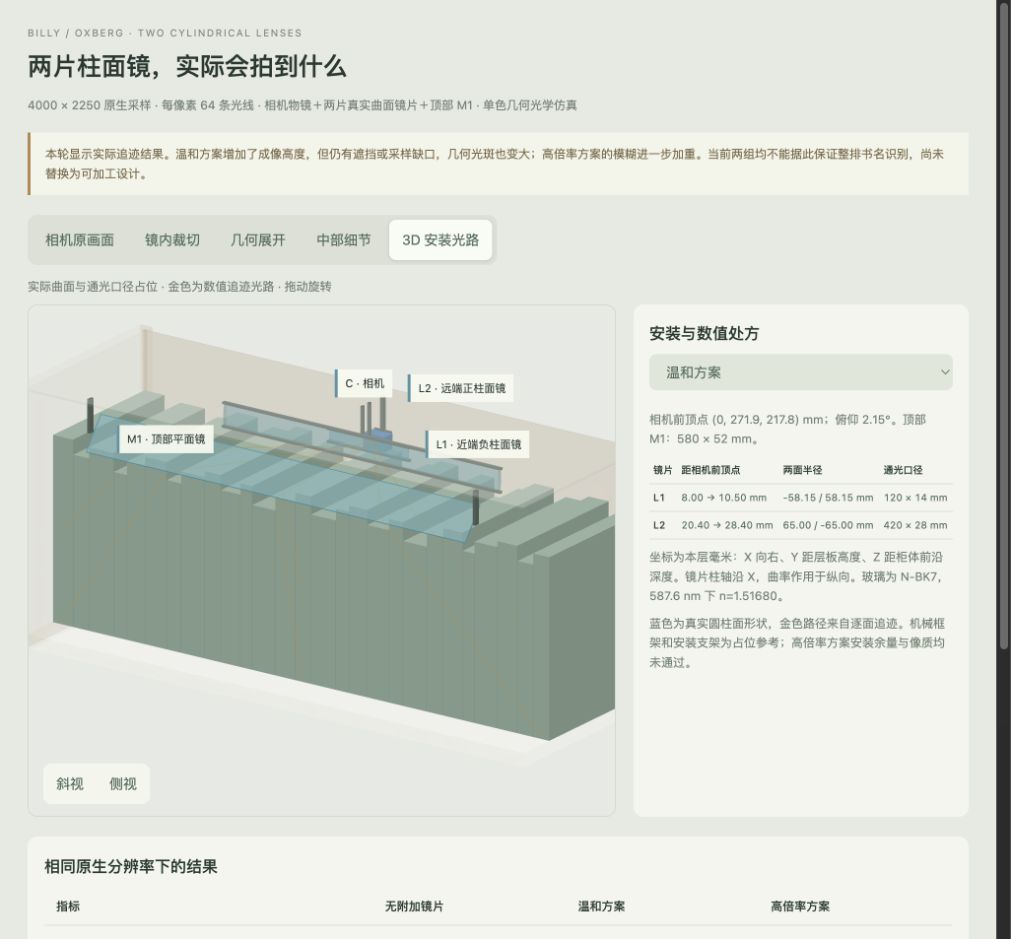 BILLY / OXBERG · TWO CYLINDRICAL LENSES
两片柱面镜，实际会拍到什么
4000 × 2250 原生采样 · 每像素 64 条光线 · 相机物镜＋两片真实曲面镜片＋顶部 M1 · 单色几何光学仿真
本轮显示实际追迹结果。温和方案增加了成像高度，但仍有遮挡或采样缺口，几何光斑也变大；高倍率方案的模糊进一步加重。当前两组均不能据此保证整排书名识别，尚未
替换为可加工设计。
相机原画面 镜内裁切 几何展开 中部细节 3D 安装光路
实际曲面与通光口径占位 · 金色为数值追迹光路 · 拖动旋转
C · 相机
L2 · 远端正柱面镜
M1 · 顶部平面镜
L1 · 近端负柱面镜
斜视 侧视
安装与数值处方
温和方案
相机前顶点 (0, 271.9, 217.8) mm；俯仰 2.15°。顶部
M1：580 × 52 mm。
镜片 距相机前顶点 两面半径 通光口径
L1 8.00 → 10.50 mm -58.15 / 58.15 mm 120 × 14 mm
L2 20.40 → 28.40 mm 65.00 / -65.00 mm 420 × 28 mm
坐标为本层毫米：X 向右、Y 距层板高度、Z 距柜体前沿
深度。镜片柱轴沿 X，曲率作用于纵向。玻璃为 N-BK7，
587.6 nm 下 n=1.51680。
蓝色为真实圆柱面形状，金色路径来自逐面追迹。机械框
架和安装支架为占位参考；高倍率方案安装余量与像质均
未通过。
相同原生分辨率下的结果
指标 无附加镜片 温和方案 高倍率方案